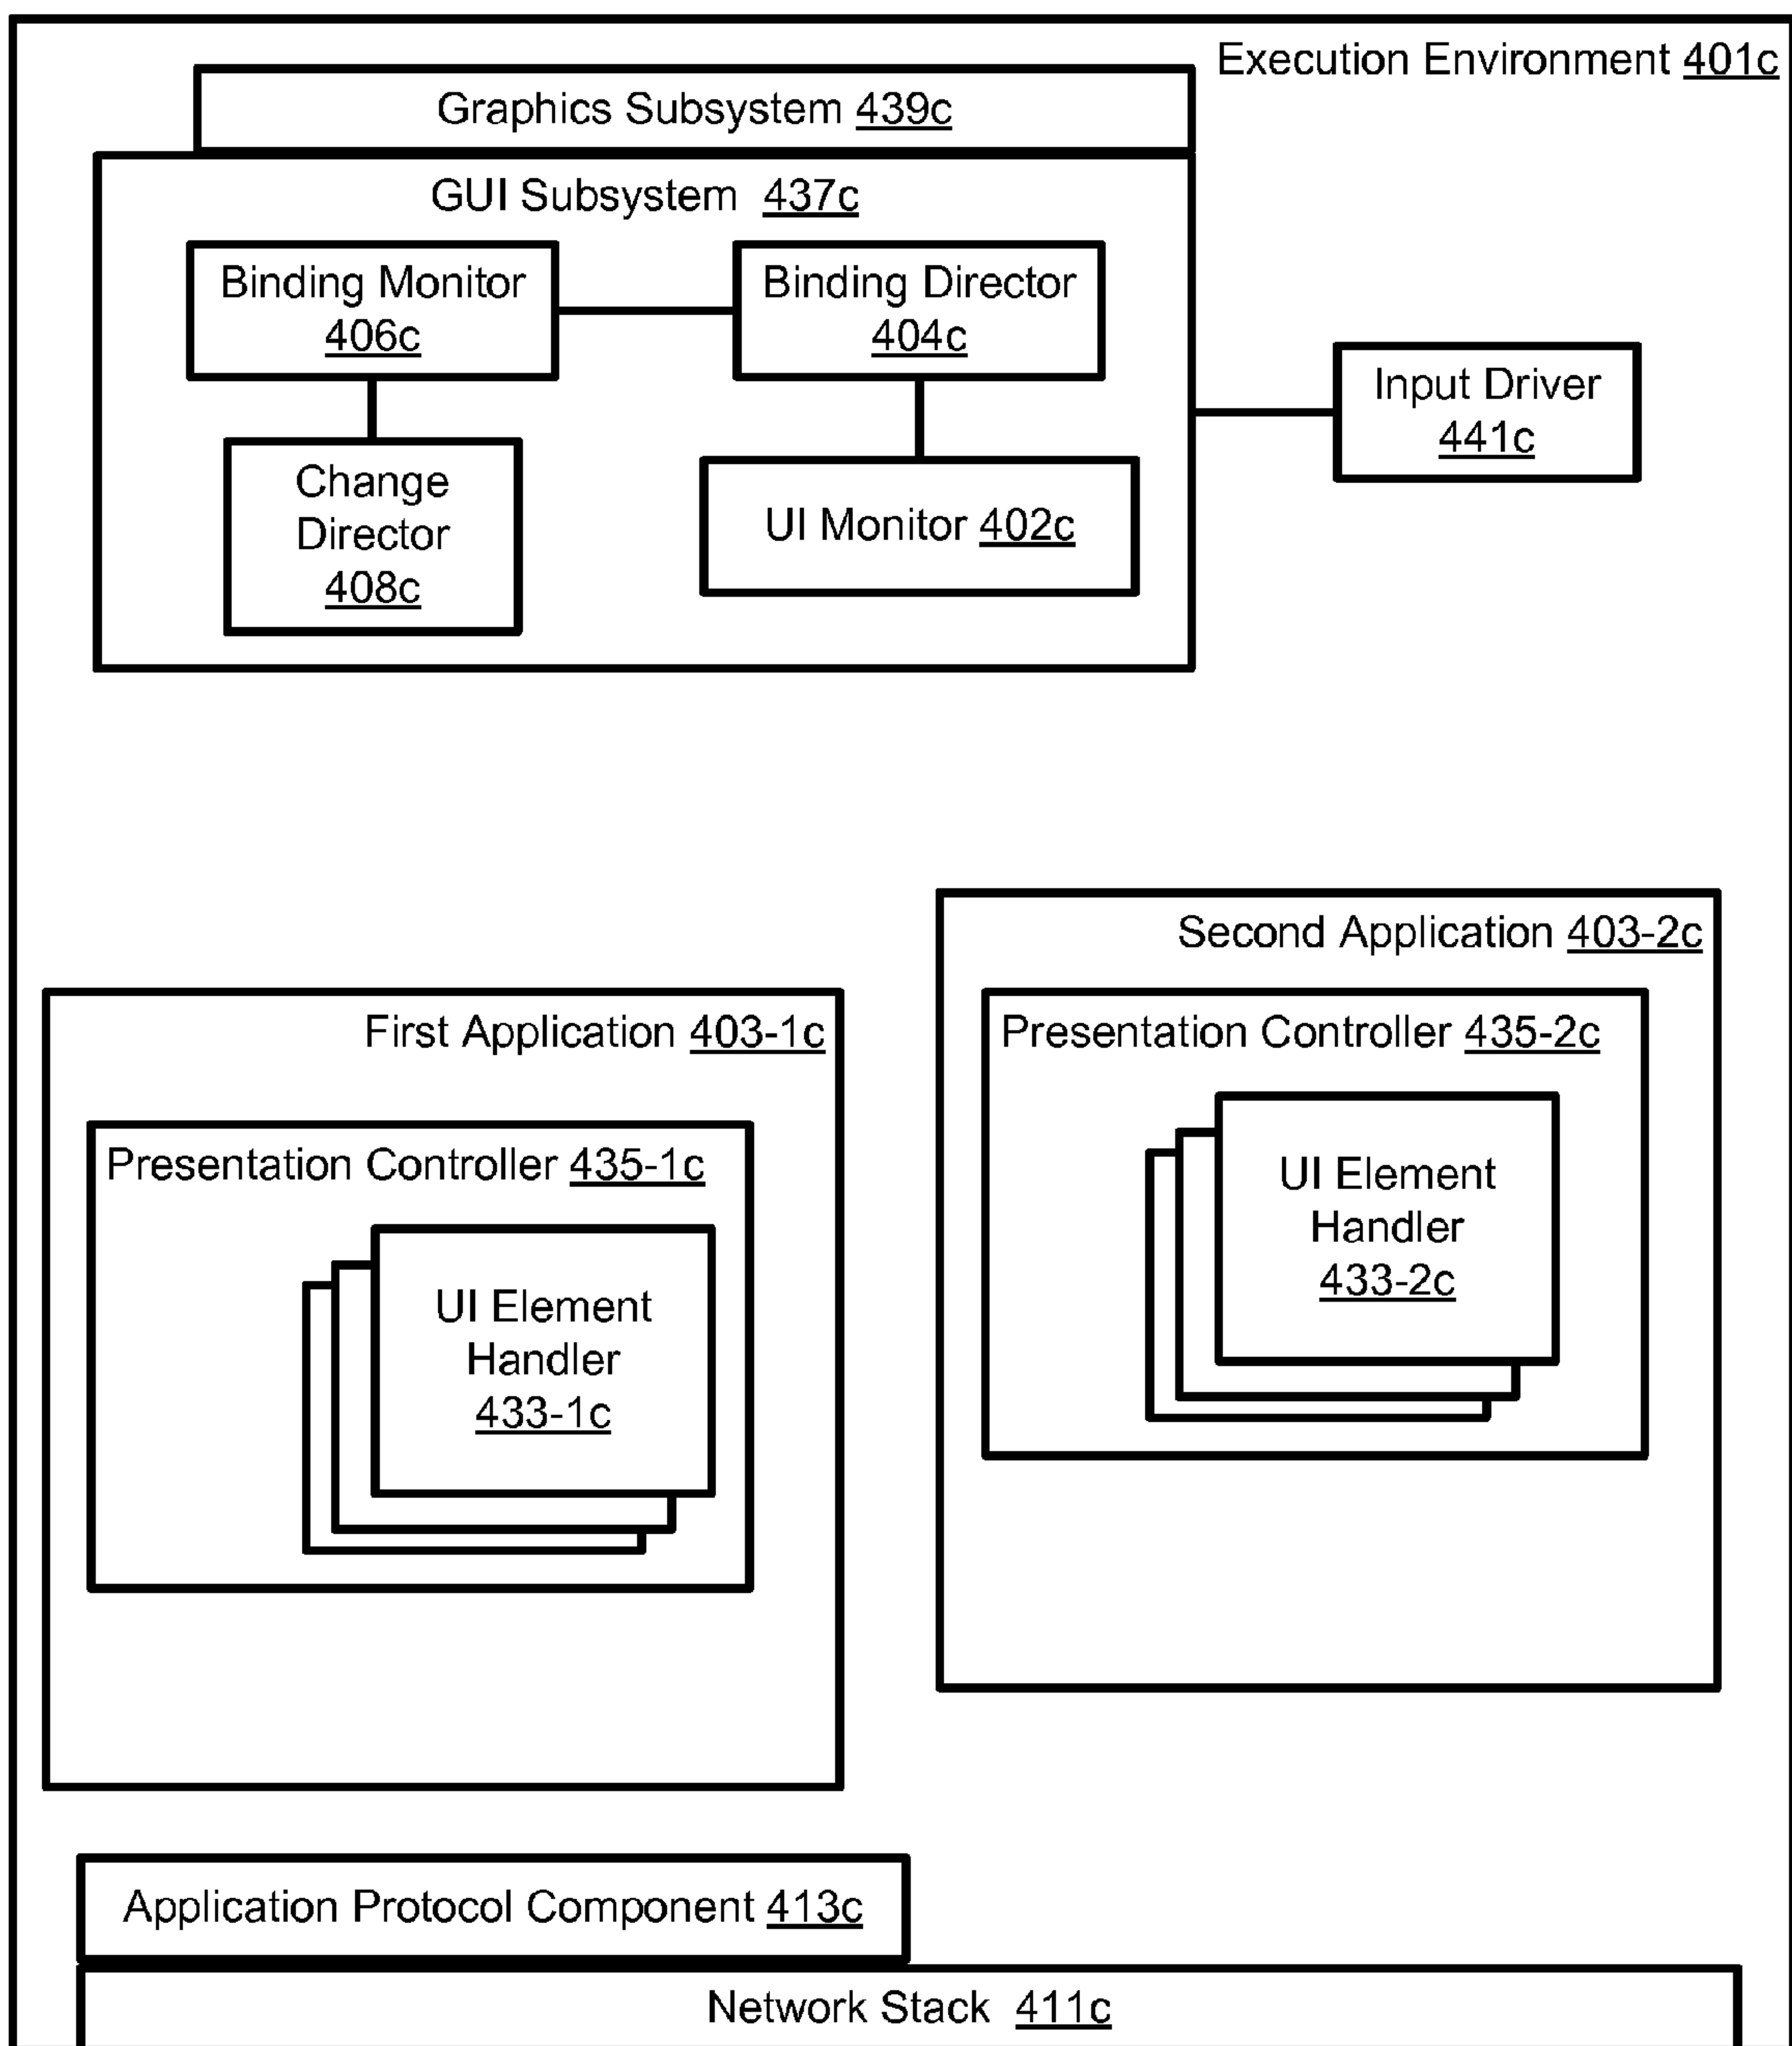 Execution Environment 401c
Graphics Subsystem 439c
GUI Subsystem 437c
Binding Monitor
406c
Binding Director
404c
Input Driver
441c
Change
Director
408c
UI Monitor 402c
Second Application 403-2c
First Application 403-1c
Presentation Controller 435-2c
UI Element
Handler
433-2c
Presentation Controller 435-1c
UI Element
Handler
433-1c
Application Protocol Component 413c
Network Stack 411c